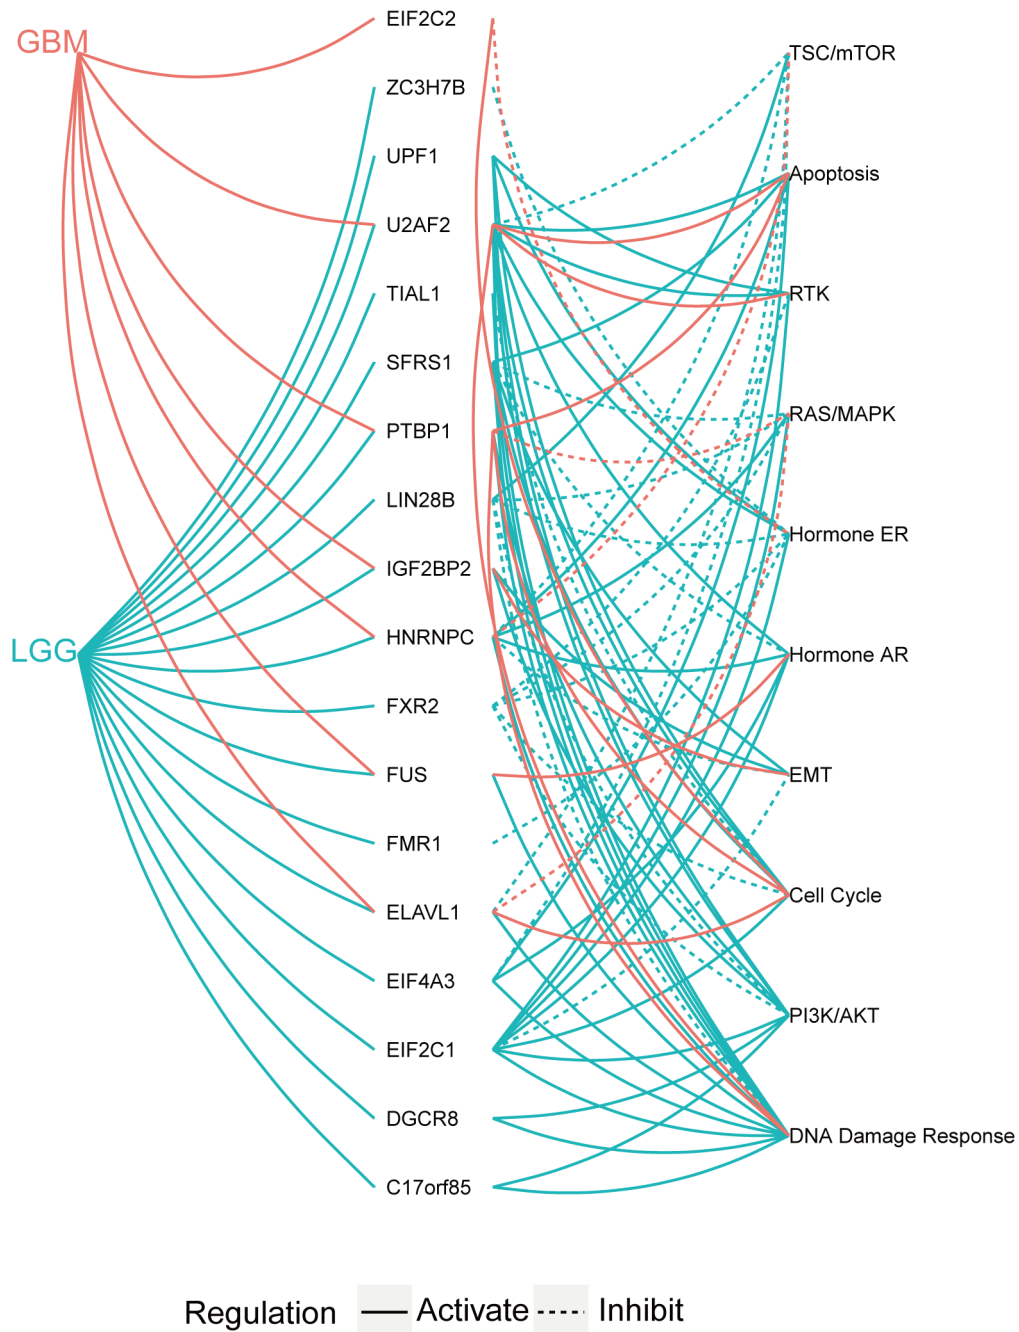 GBM
LGG
EIF2C2
ZC3H7B
UPF1
U2AF2
TIAL1
SFRS1
PTBP1
LIN28B
IGF2BP2
HNRNPC
FXR2
FUS
FMR1
ELAVL1
EIF4A3
EIF2C1
DGCR8
C17orf85
TSC/mTOR
Apoptosis
RTK
RAS/MAPK
Hormone ER
Hormone AR
EMT
Cell Cycle
PI3K/AKT
DNA Damage Response
Regulation Activate Inhibit